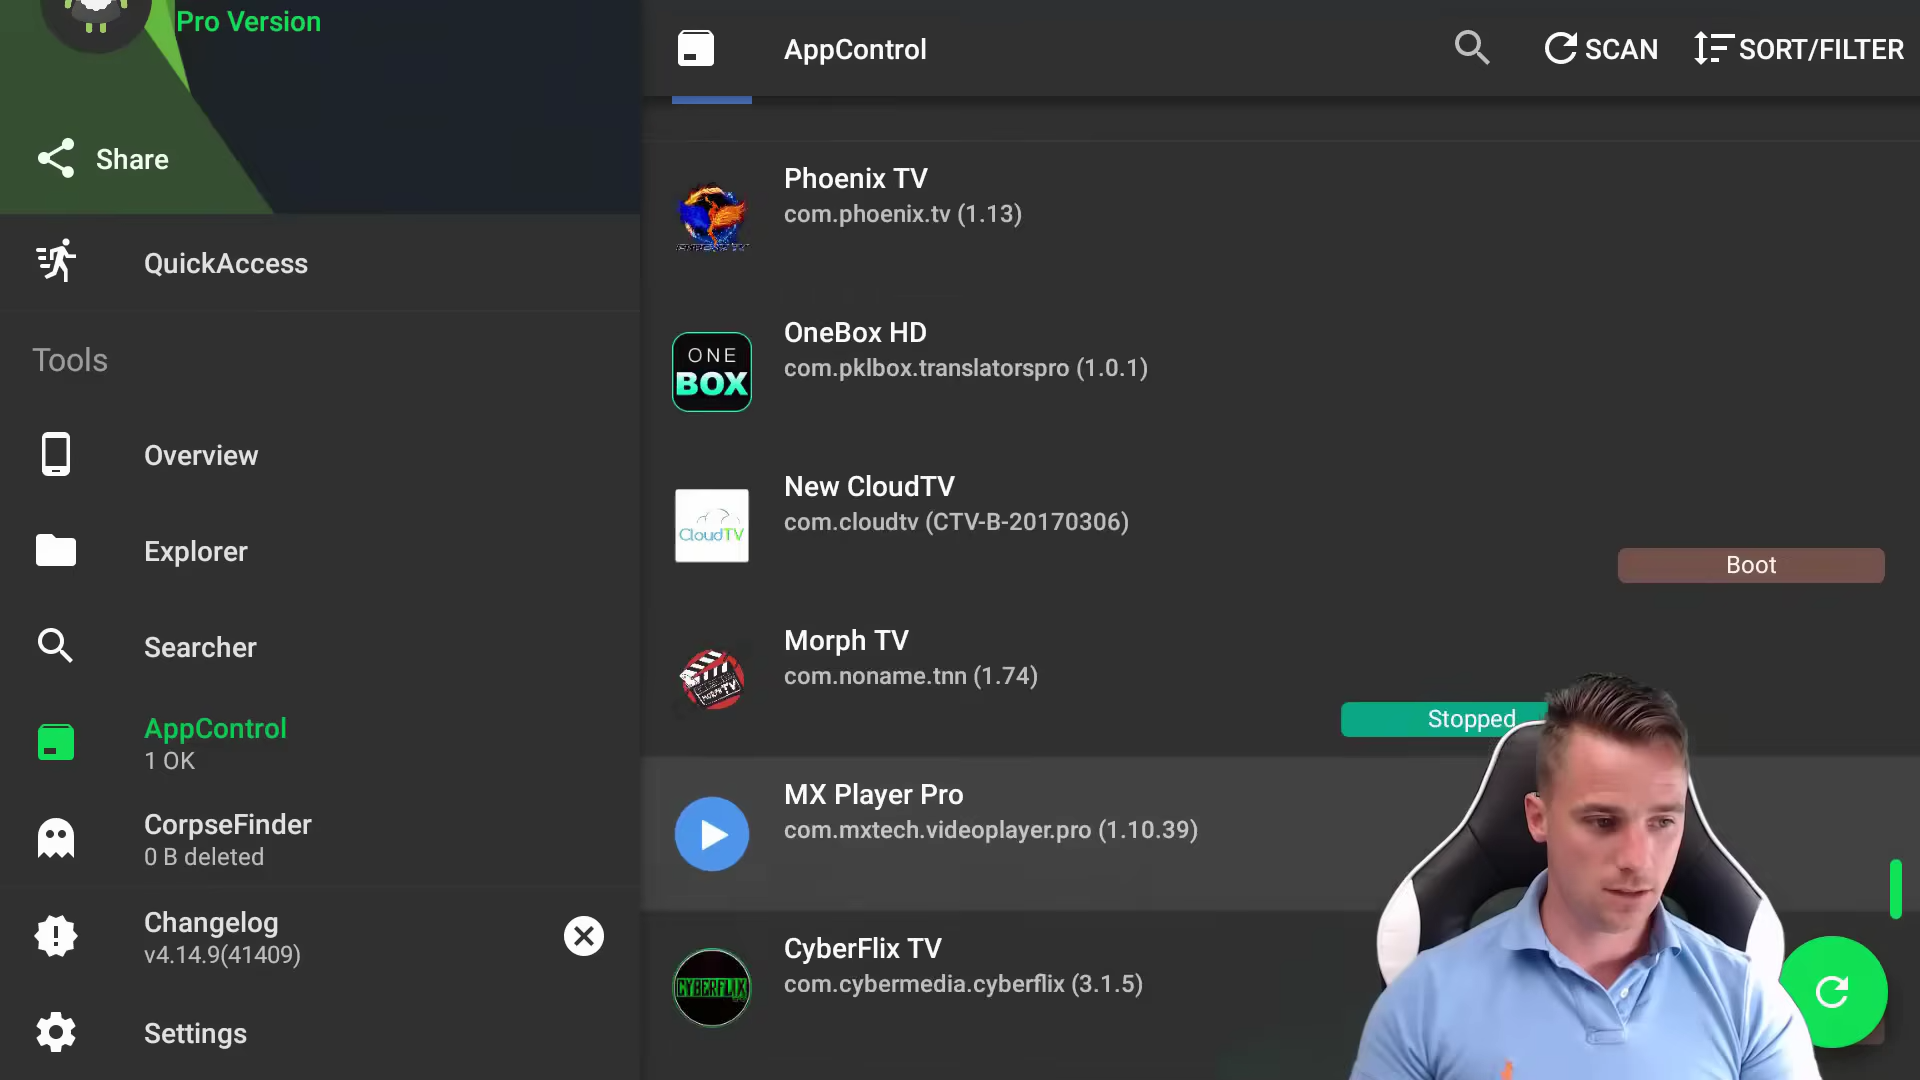 Pro Version
Share
QuickAccess
Tools
Overview
Explorer
Searcher
AppControl
1 OK
CorpseFinder
0 B deleted
Changelog
v4.14.9(41409)
Settings
AppControl
SCAN
SORT/FILTER
Phoenix TV
com.phoenix.tv (1.13)
ONE
BOX
OneBox HD
com.pklbox.translatorspro (1.0.1)
CloudTV
New CloudTV
com.cloudtv (CTV-B-20170306)
Boot
MORPH TV
Morph TV
com.noname.tnn (1.74)
Stopped
MX Player Pro
com.mxtech.videoplayer.pro (1.10.39)
CYBERFLIX
CyberFlix TV
com.cybermedia.cyberflix (3.1.5)